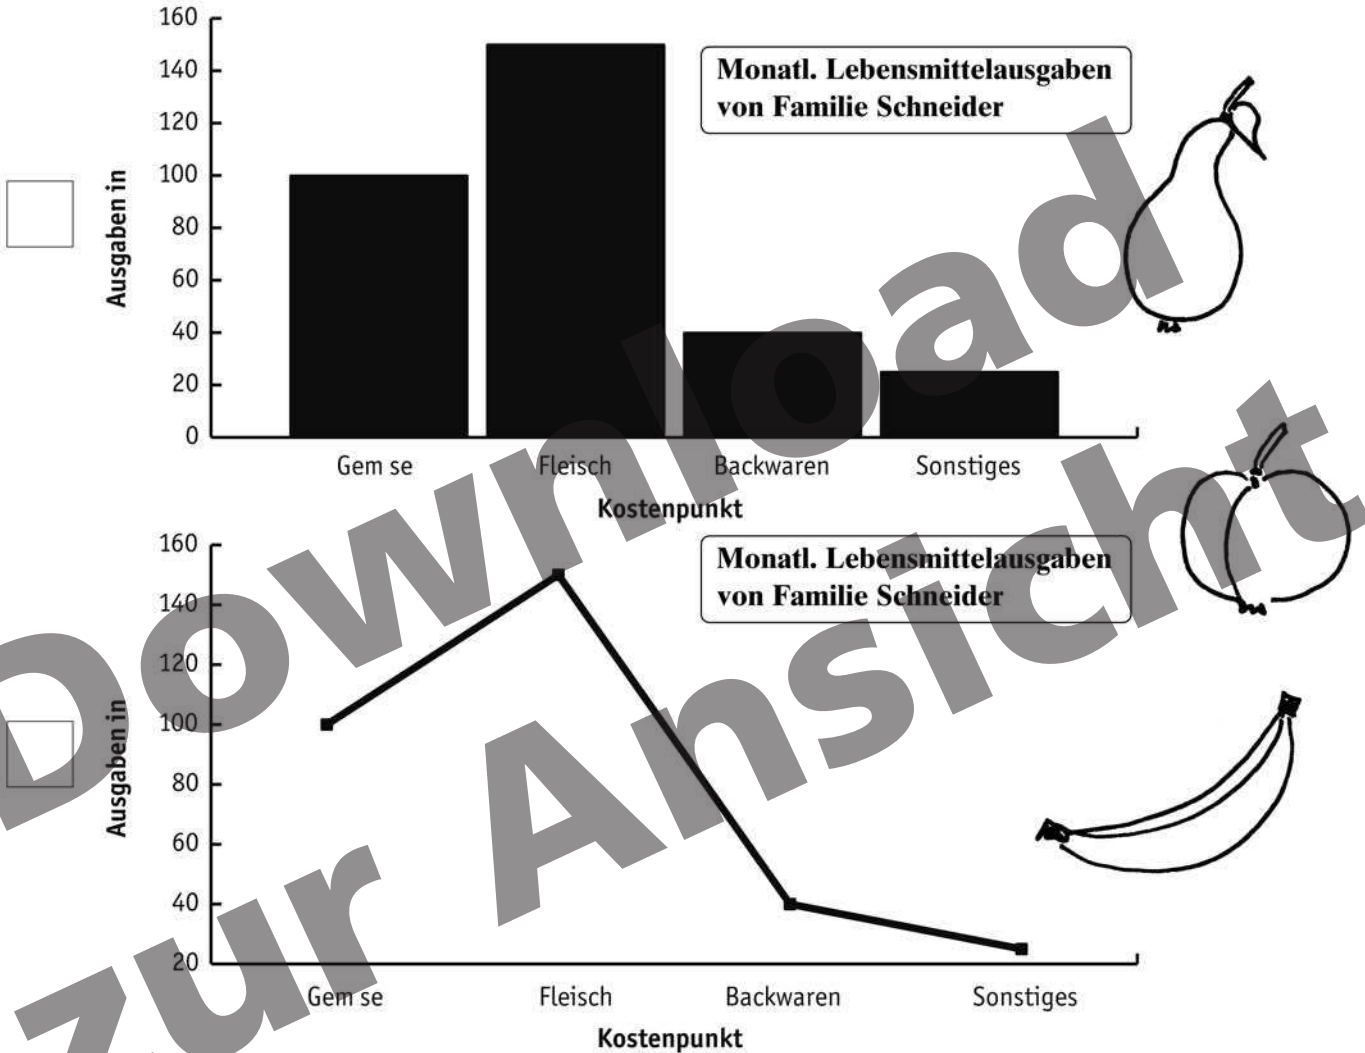 160
140
120
100
80
60
40
20
0
Ausgaben in
Monatl. Lebensmittelausgaben
von Familie Schneider
Gem se Fleisch Backwaren Sonstiges
Kostenpunkt
160
140
120
100
80
60
40
20
Ausgaben in
Monatl. Lebensmittelausgaben
von Familie Schneider
Gem se Fleisch Backwaren Sonstiges
Kostenpunkt
Download
zur Ansicht